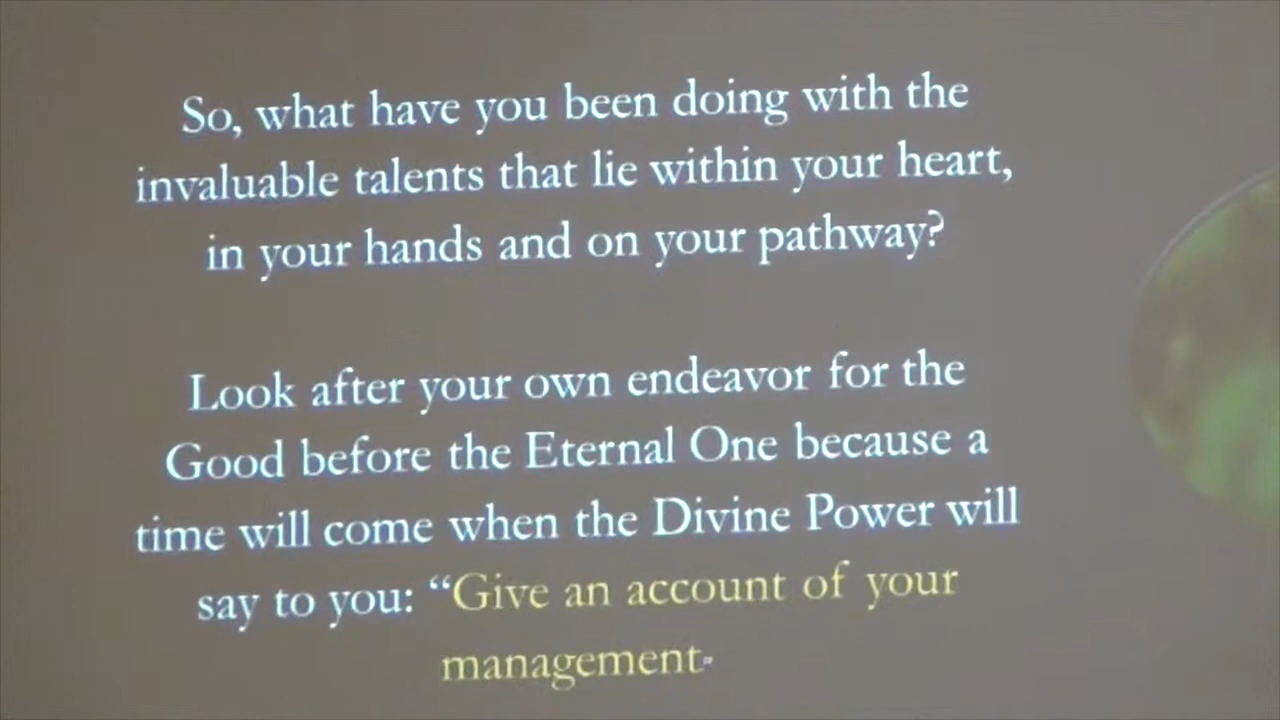 So, what have you been doing with the
invaluable talents that lie within your heart,
in your hands and on your pathway?
Look after your own endeavor for the
Good before the Eternal One because a
time will come when the Divine Power will
say to you: “Give an account of your
management.”